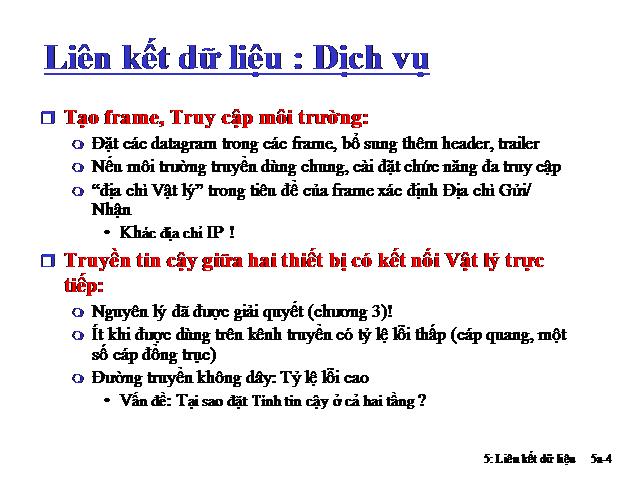 Liên kết dữ liệu : Dịch vụ
Tạo frame, Truy cập môi trường:
Đặt các datagram trong các frame, bổ sung thêm header, trailer
Nếu môi trường truyền dùng chung, cài đặt chức năng đa truy cập
“địa chỉ Vật lý” trong tiêu đề của frame xác định Địa chỉ Gửi/
Nhận
• Khác địa chỉ IP !
Truyền tin cậy giữa hai thiết bị có kết nối Vật lý trực
tiếp:
Nguyên lý đã được giải quyết (chương 3)!
Ít khi được dùng trên kênh truyền có tỷ lệ lỗi thấp (cáp quang, một
số cáp đồng trục)
Đường truyền không dây: Tỷ lệ lỗi cao
• Vấn đề: Tại sao đặt Tính tin cậy ở cả hai tầng ?
5: Liên kết dữ liệu 5a-4